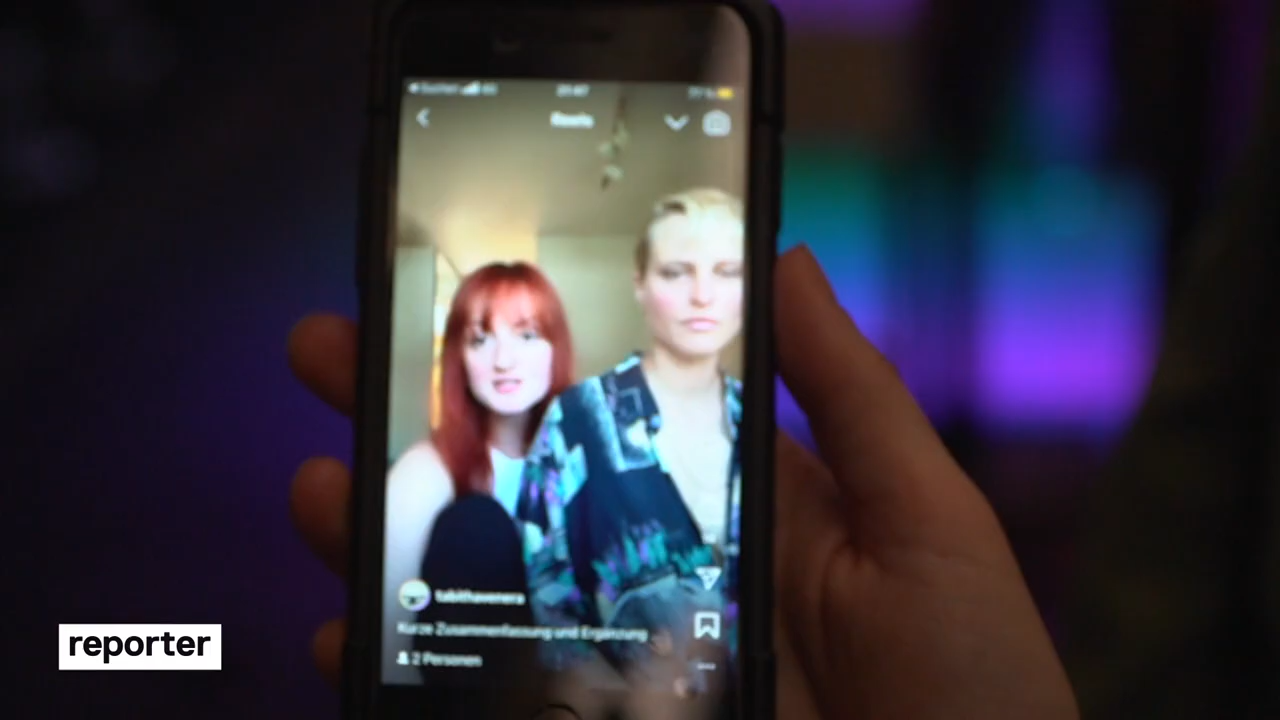 Reels
tabithavenera
Kurze Zusammenfassung und Ergänzung
2 Personen
reporter